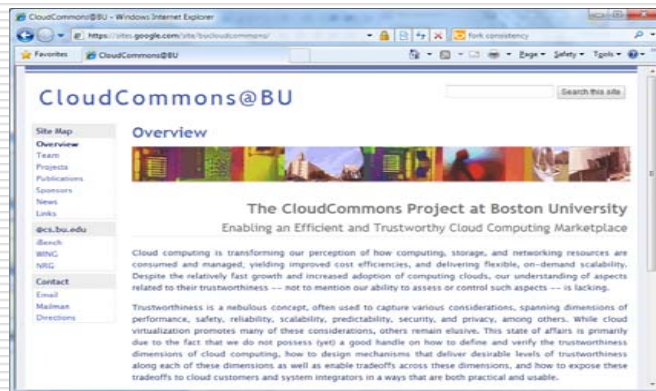 CloudCommons@BU - Windows Internet Explorer
https://sites.google.com/site/bucloudcommons/
fork consistency
Favorites
CloudCommons@BU
Page
Safety
Tools
CloudCommons@BU
Search this site
Site Map
Overview
Team
Projects
Publications
Sponsors
News
Links
@cs.bu.edu
iBench
WING
NRG
Contact
Email
Mailman
Directions
Overview
The CloudCommons Project at Boston University
Enabling an Efficient and Trustworthy Cloud Computing Marketplace
Cloud computing is transforming our perception of how computing, storage, and networking resources are
consumed and managed, yielding improved cost efficiencies, and delivering flexible, on-demand scalability.
Despite the relatively fast growth and increased adoption of computing clouds, our understanding of aspects
related to their trustworthiness -- not to mention our ability to assess or control such aspects -- is lacking.
Trustworthiness is a nebulous concept, often used to capture various considerations, spanning dimensions of
performance, safety, reliability, scalability, predictability, security, and privacy, among others. While cloud
virtualization promotes many of these considerations, others remain elusive. This state of affairs is primarily
due to the fact that we do not possess (yet) a good handle on how to define and verify the trustworthiness
dimensions of cloud computing, how to design mechanisms that deliver desirable levels of trustworthiness
along each of these dimensions as well as enable tradeoffs across these dimensions, and how to expose these
tradeoffs to cloud customers and system integrators in ways that are both practical and usable.